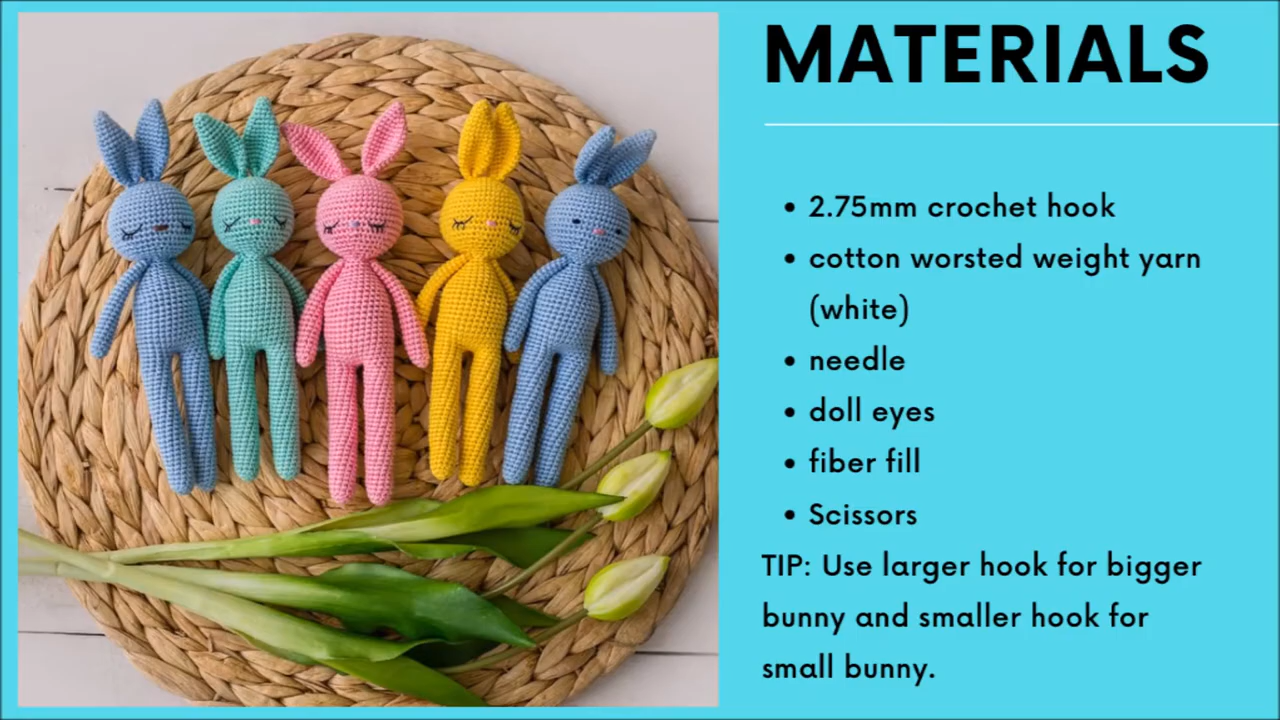 MATERIALS
• 2.75mm crochet hook
• cotton worsted weight yarn
(white)
• needle
• doll eyes
• fiber fill
• Scissors
TIP: Use larger hook for bigger
bunny and smaller hook for
small bunny.